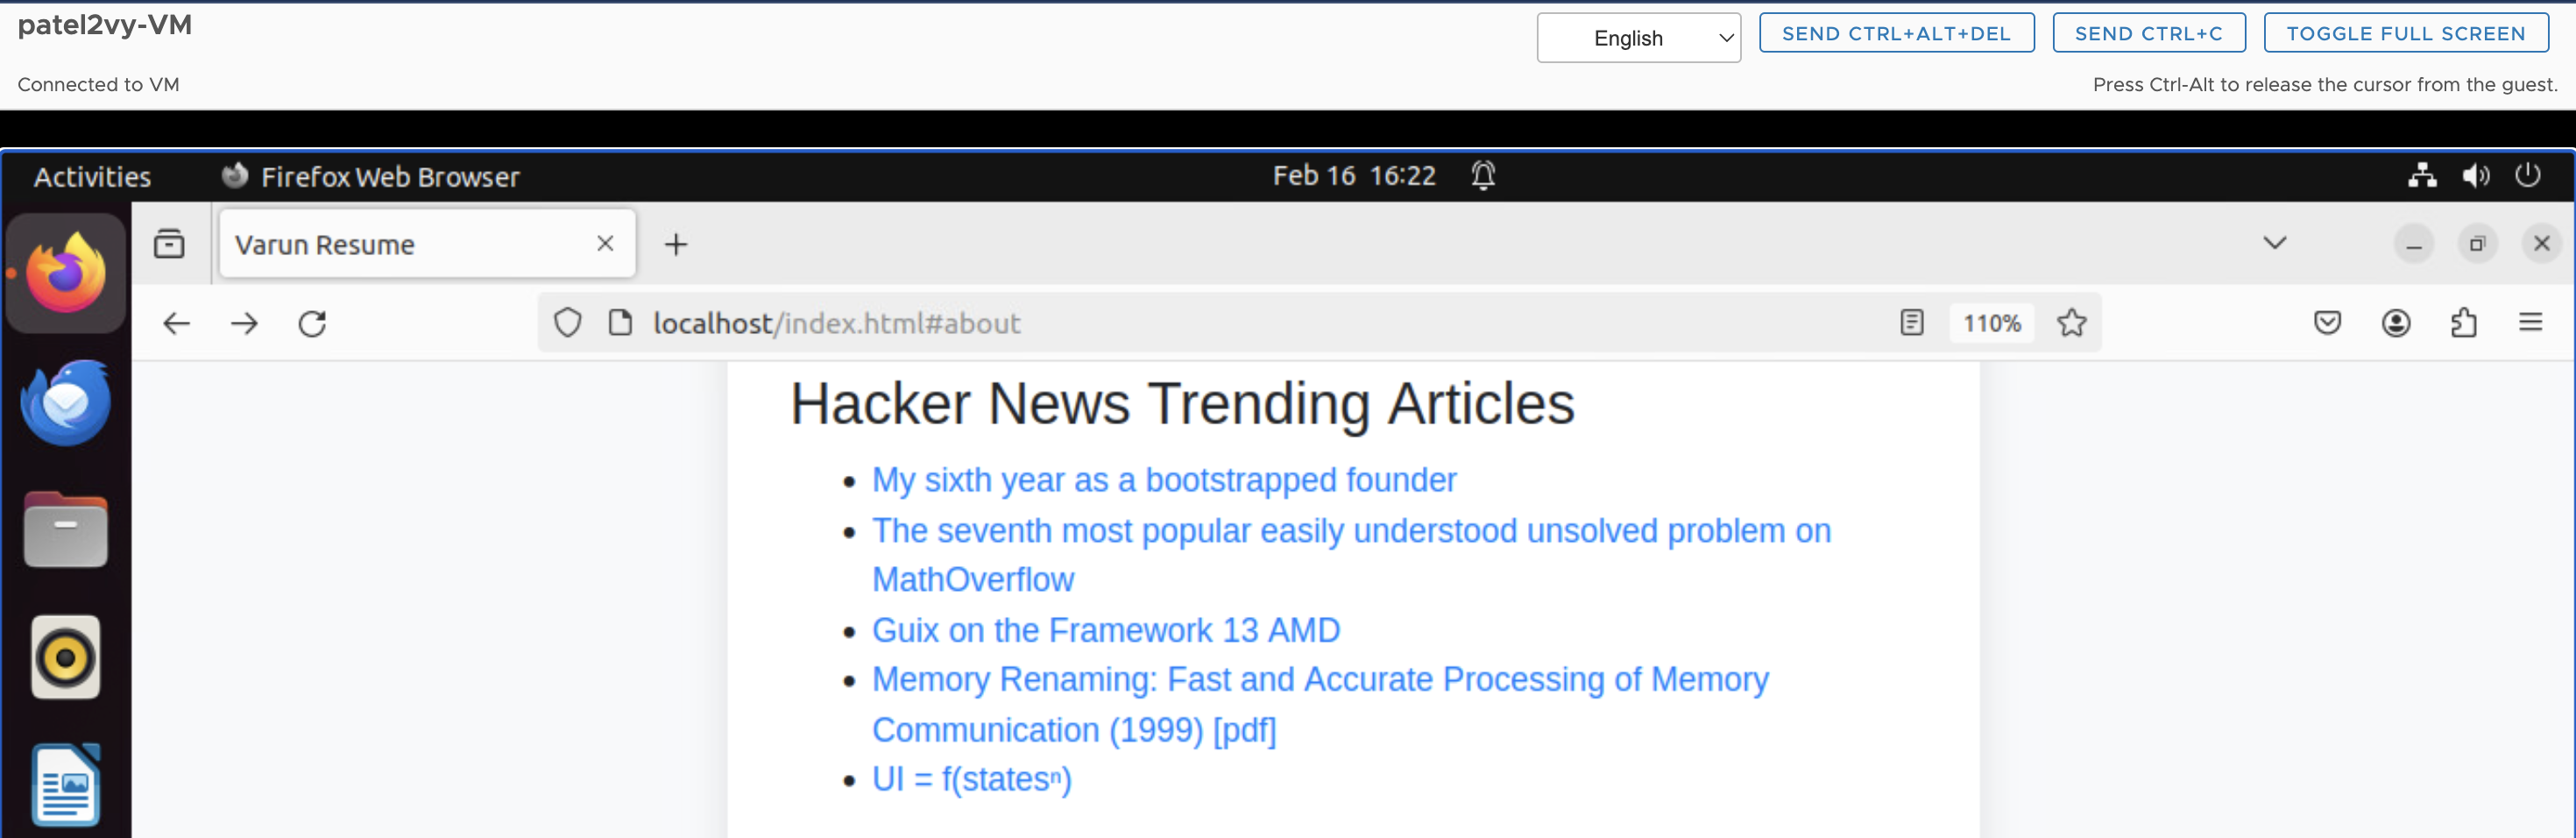 patel2vy-VM
English
SEND CTRL+ALT+DEL
SEND CTRL+C
TOGGLE FULL SCREEN
Connected to VM
Press Ctrl-Alt to release the cursor from the guest.
Activities
Firefox Web Browser
Feb 16 16:22
Varun Resume
localhost/index.html#about
110%
Hacker News Trending Articles
• My sixth year as a bootstrapped founder
• The seventh most popular easily understood unsolved problem on
MathOverflow
• Guix on the Framework 13 AMD
• Memory Renaming: Fast and Accurate Processing of Memory
Communication (1999) [pdf]
• UI = f(statesⁿ)